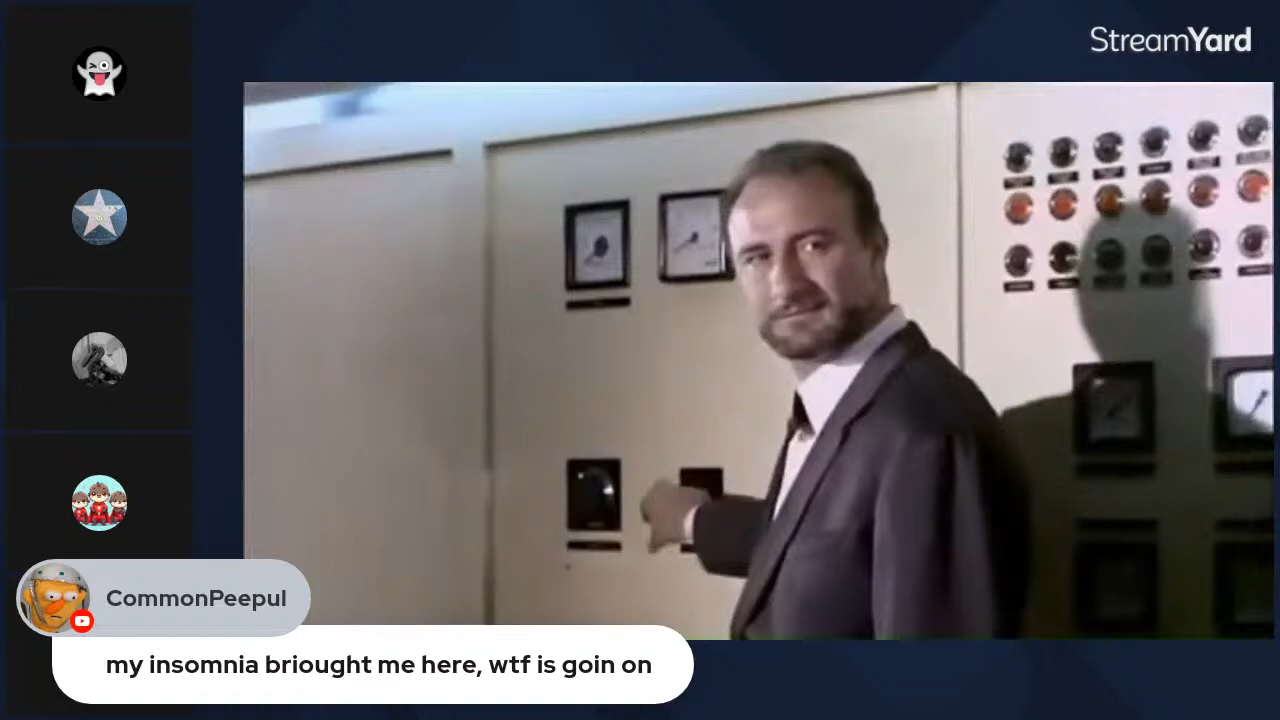 StreamYard
CommonPeepul
my insomnia briought me here, wtf is goin on